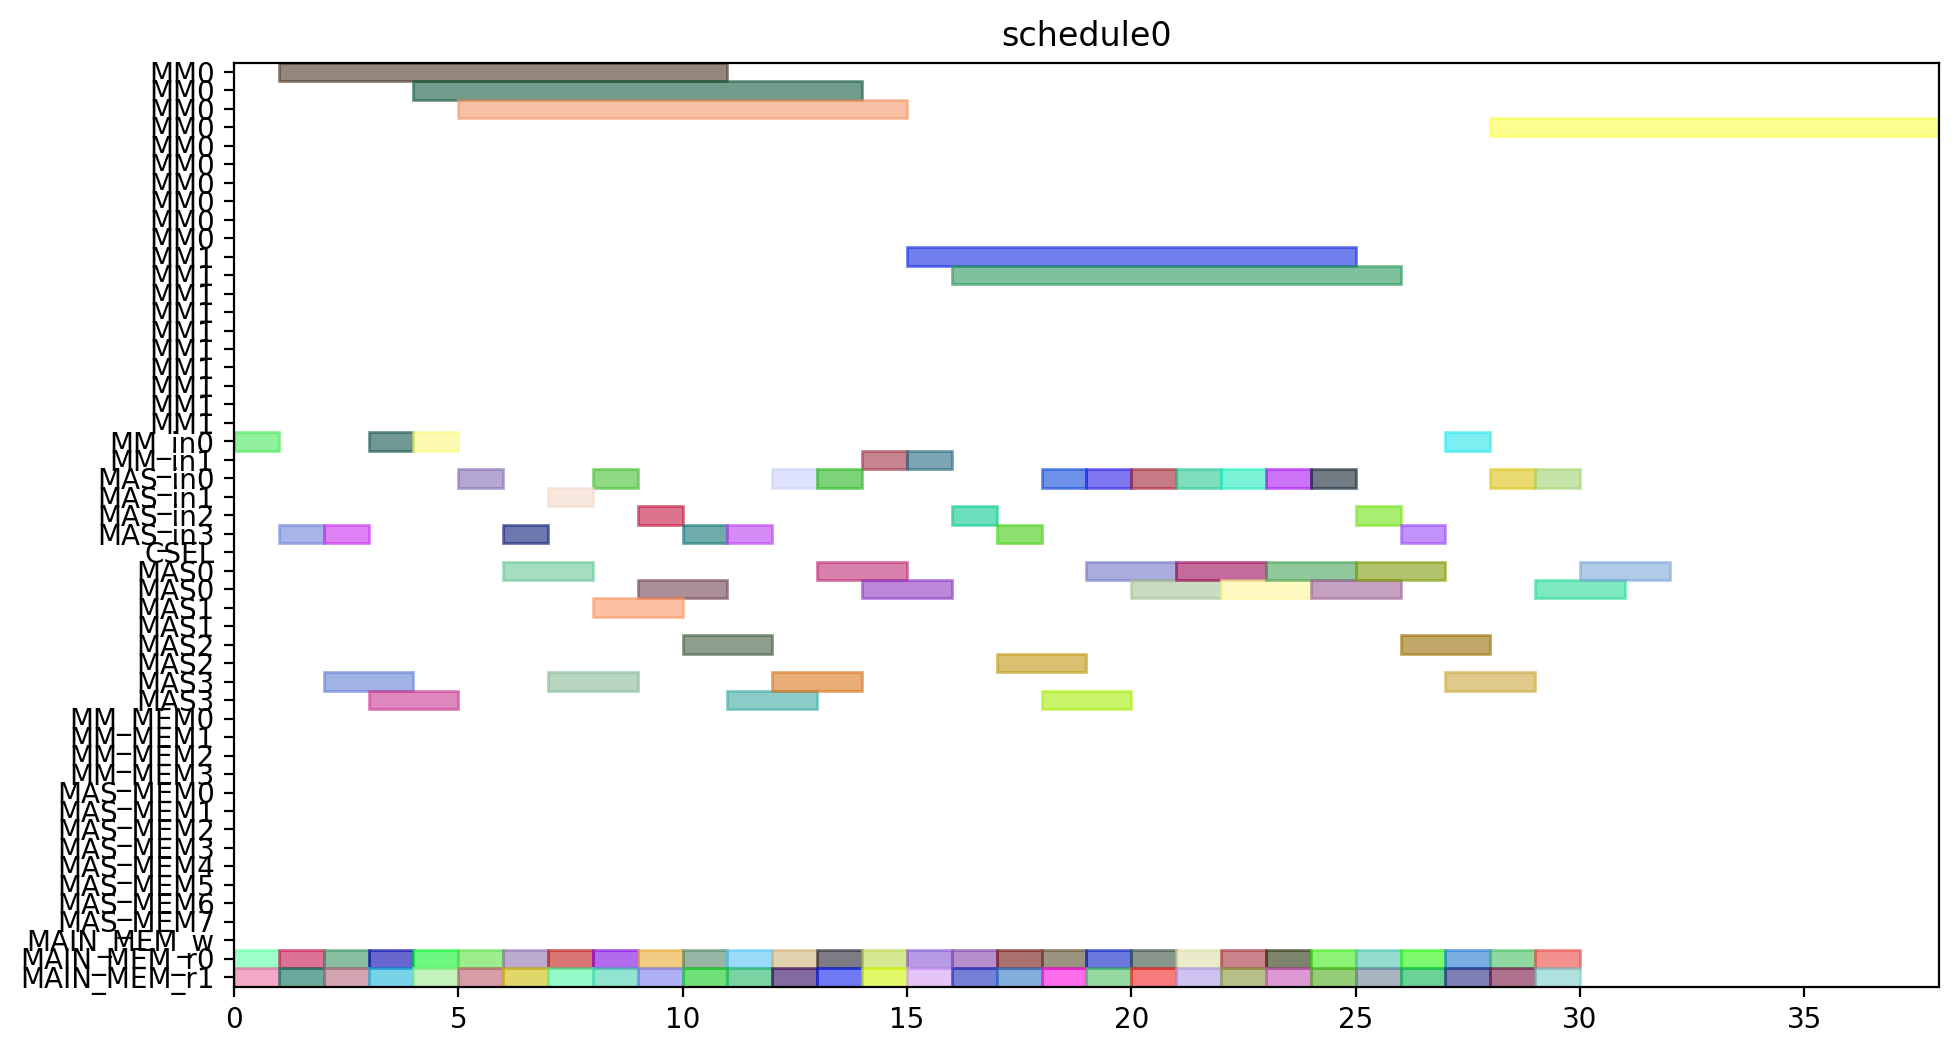 schedule0
MM0
MM0
MM0
MM0
MM0
MM0
MM0
MM0
MM0
MM0
MM1
MM1
MM1
MM1
MM1
MM1
MM1
MM1
MM1
MM1
MM_in0
MM_in1
MAS_in0
MAS_in1
MAS_in2
MAS_in3
CSEL
MAS0
MAS0
MAS1
MAS1
MAS2
MAS2
MAS3
MAS3
MM_MEM0
MM_MEM1
MM_MEM2
MM_MEM3
MAS_MEM0
MAS_MEM1
MAS_MEM2
MAS_MEM3
MAS_MEM4
MAS_MEM5
MAS_MEM6
MAS_MEM7
MAIN_MEM_w
MAIN_MEM_r0
MAIN_MEM_r1
0 5 10 15 20 25 30 35